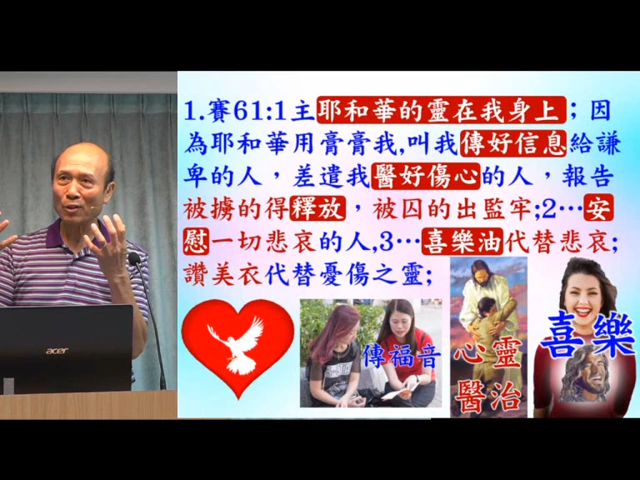 1.賽61:1主耶和華的靈在我身上；因
為耶和華用膏膏我,叫我傳好信息給謙
卑的人，差遣我醫好傷心的人，報告
被擄的得釋放，被囚的出監牢;2…安
慰一切悲哀的人,3…喜樂油代替悲哀;
讚美衣代替憂傷之靈;
傳福音
心靈
醫治
喜樂
acer